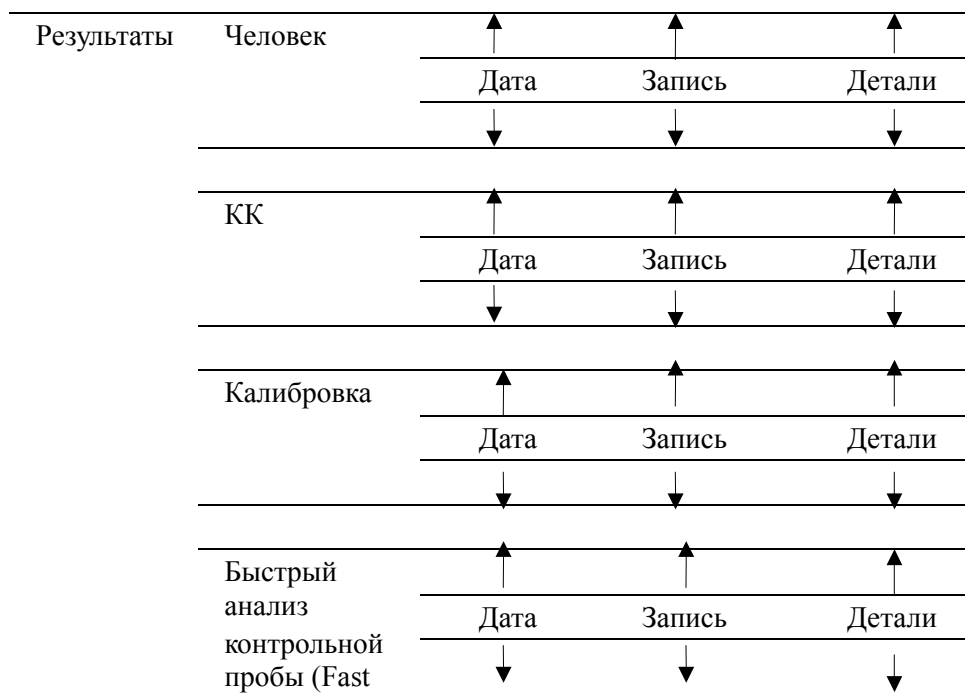 Результаты Человек
Дата Запись Детали
КК
Дата Запись Детали
Калибровка
Дата Запись Детали
Быстрый
анализ
Дата Запись Детали
контрольной
пробы (Fast